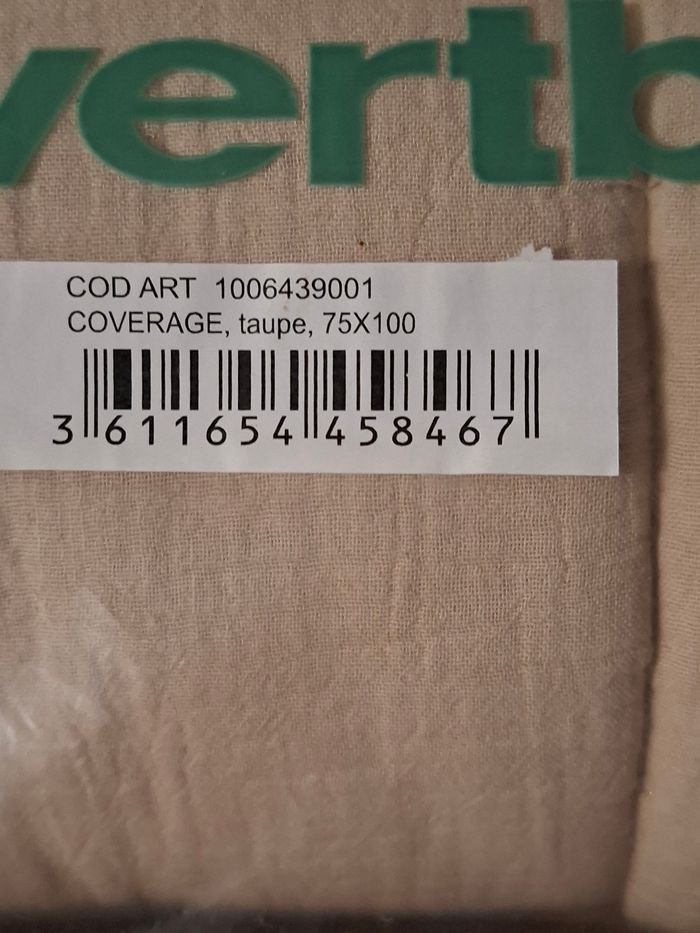 vertb
COD ART 1006439001
COVERAGE, taupe, 75X100
3 611654 458467